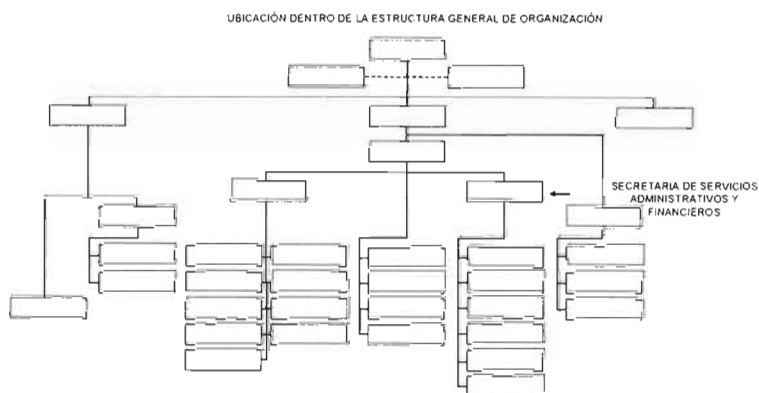 UBICACIÓN DENTRO DE LA ESTRUCTURA GENERAL DE ORGANIZACIÓN
SECRETARIA DE SERVICIOS
ADMINISTRATIVOS Y
FINANCIEROS